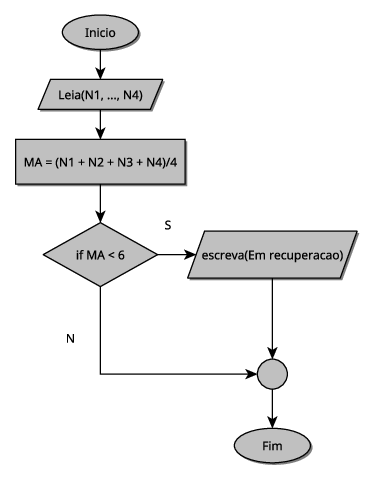 Inicio
Leia(N1, ..., N4)
MA = (N1 + N2 + N3 + N4)/4
if MA < 6
S
escreva(Em recuperacao)
N
Fim